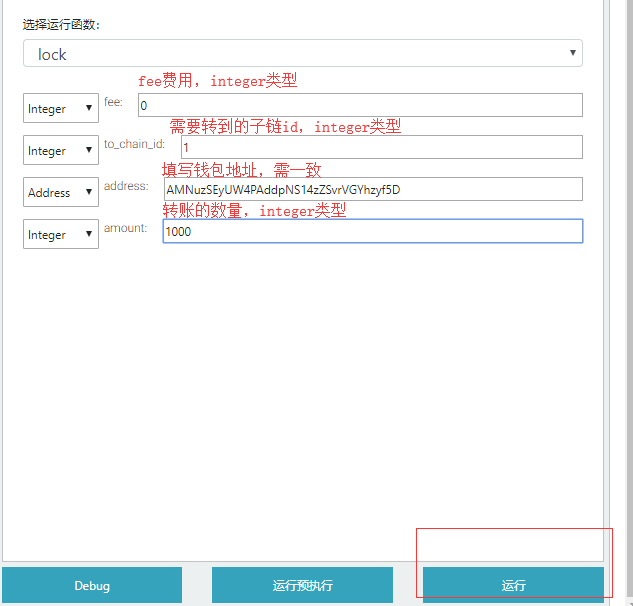 选择运行函数:
lock
fee费用，integer类型
Integer fee: 0
需要转到的子链id，integer类型
Integer to_chain_id: 1
填写钱包地址，需一致
Address address: AMNuzSEyUW4PAddpNS14zZSvrVGYhzyf5D
转账的数量，integer类型
Integer amount: 1000
Debug 运行预执行 运行